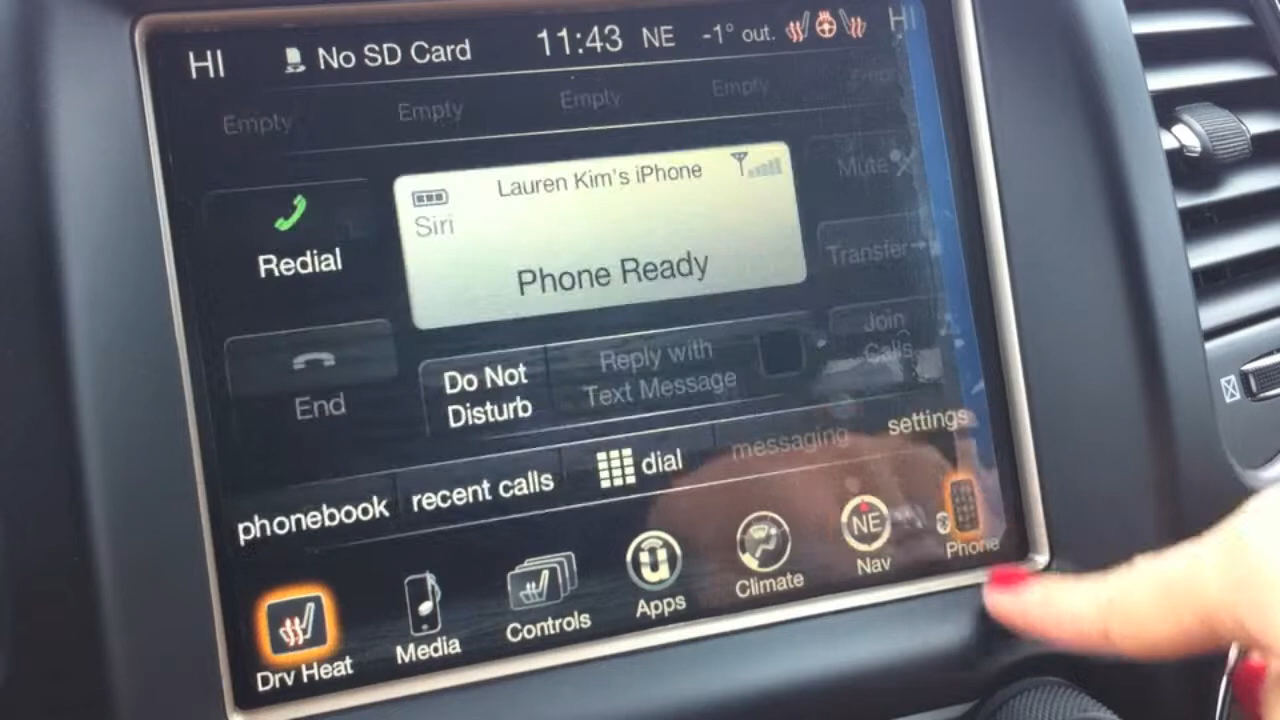 HI No SD Card 11:43 NE -1° out. HI
Empty Empty Empty Empty Empty
Redial
Lauren Kim's iPhone
Siri
Phone Ready
Mute
Transfer
End
Do Not
Disturb
Reply with
Text Message
Join
Calls
phonebook recent calls dial messaging settings
NE
Drv Heat Media Controls Apps Climate Nav Phone